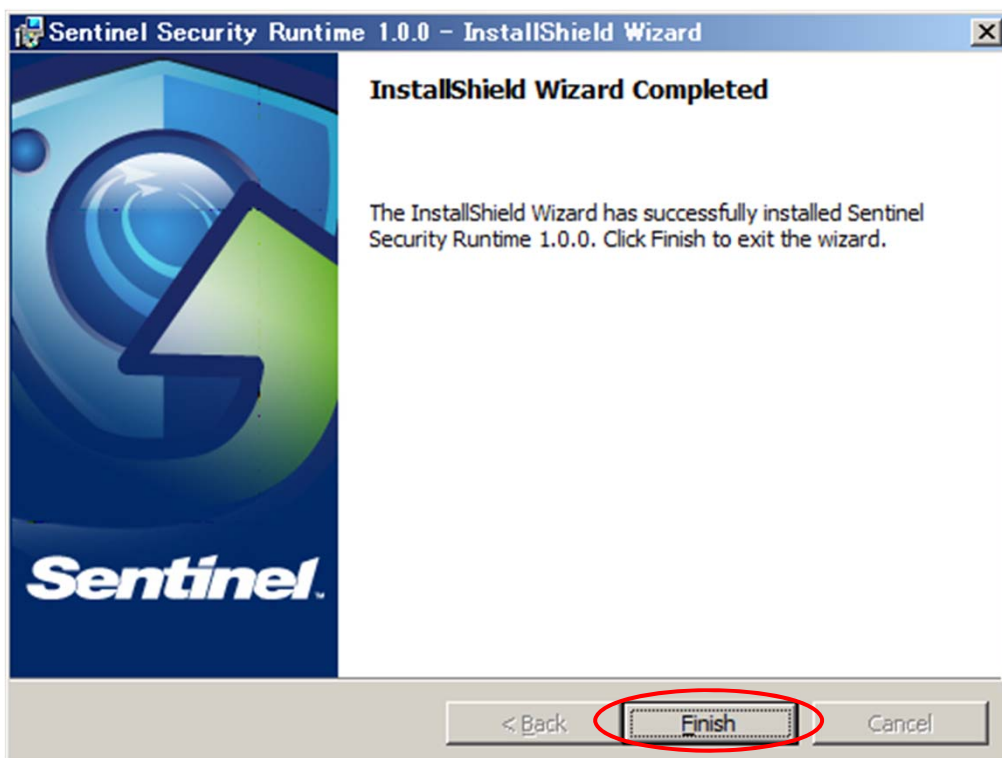 Sentinel Security Runtime 1.0.0 - InstallShield Wizard
InstallShield Wizard Completed
The InstallShield Wizard has successfully installed Sentinel
Security Runtime 1.0.0. Click Finish to exit the wizard.
Sentinel™
< Back Finish Cancel